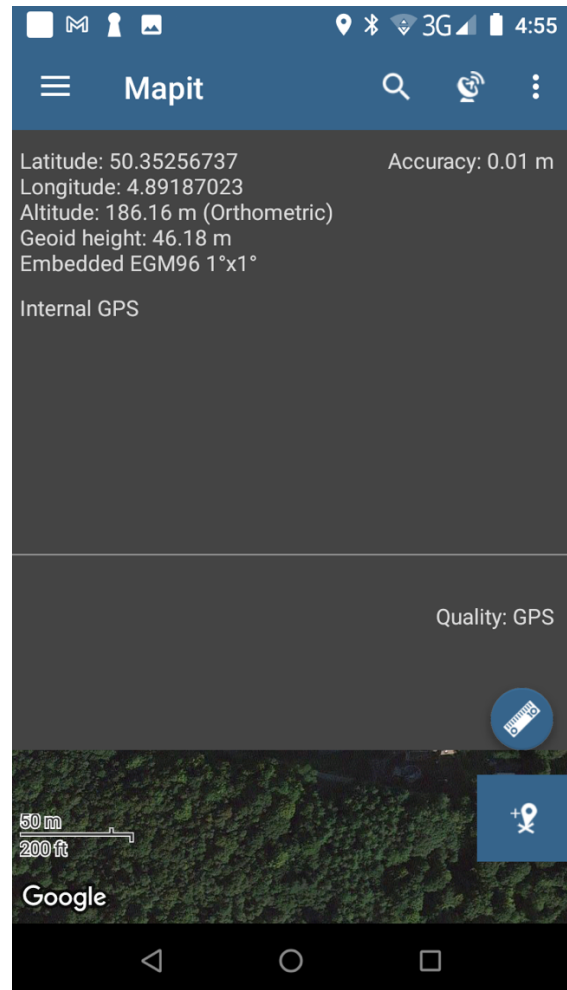 3G 4:55
Mapit
Latitude: 50.35256737 Accuracy: 0.01 m
Longitude: 4.89187023
Altitude: 186.16 m (Orthometric)
Geoid height: 46.18 m
Embedded EGM96 1°x1°
Internal GPS
Quality: GPS
50 m
200 ft
Google